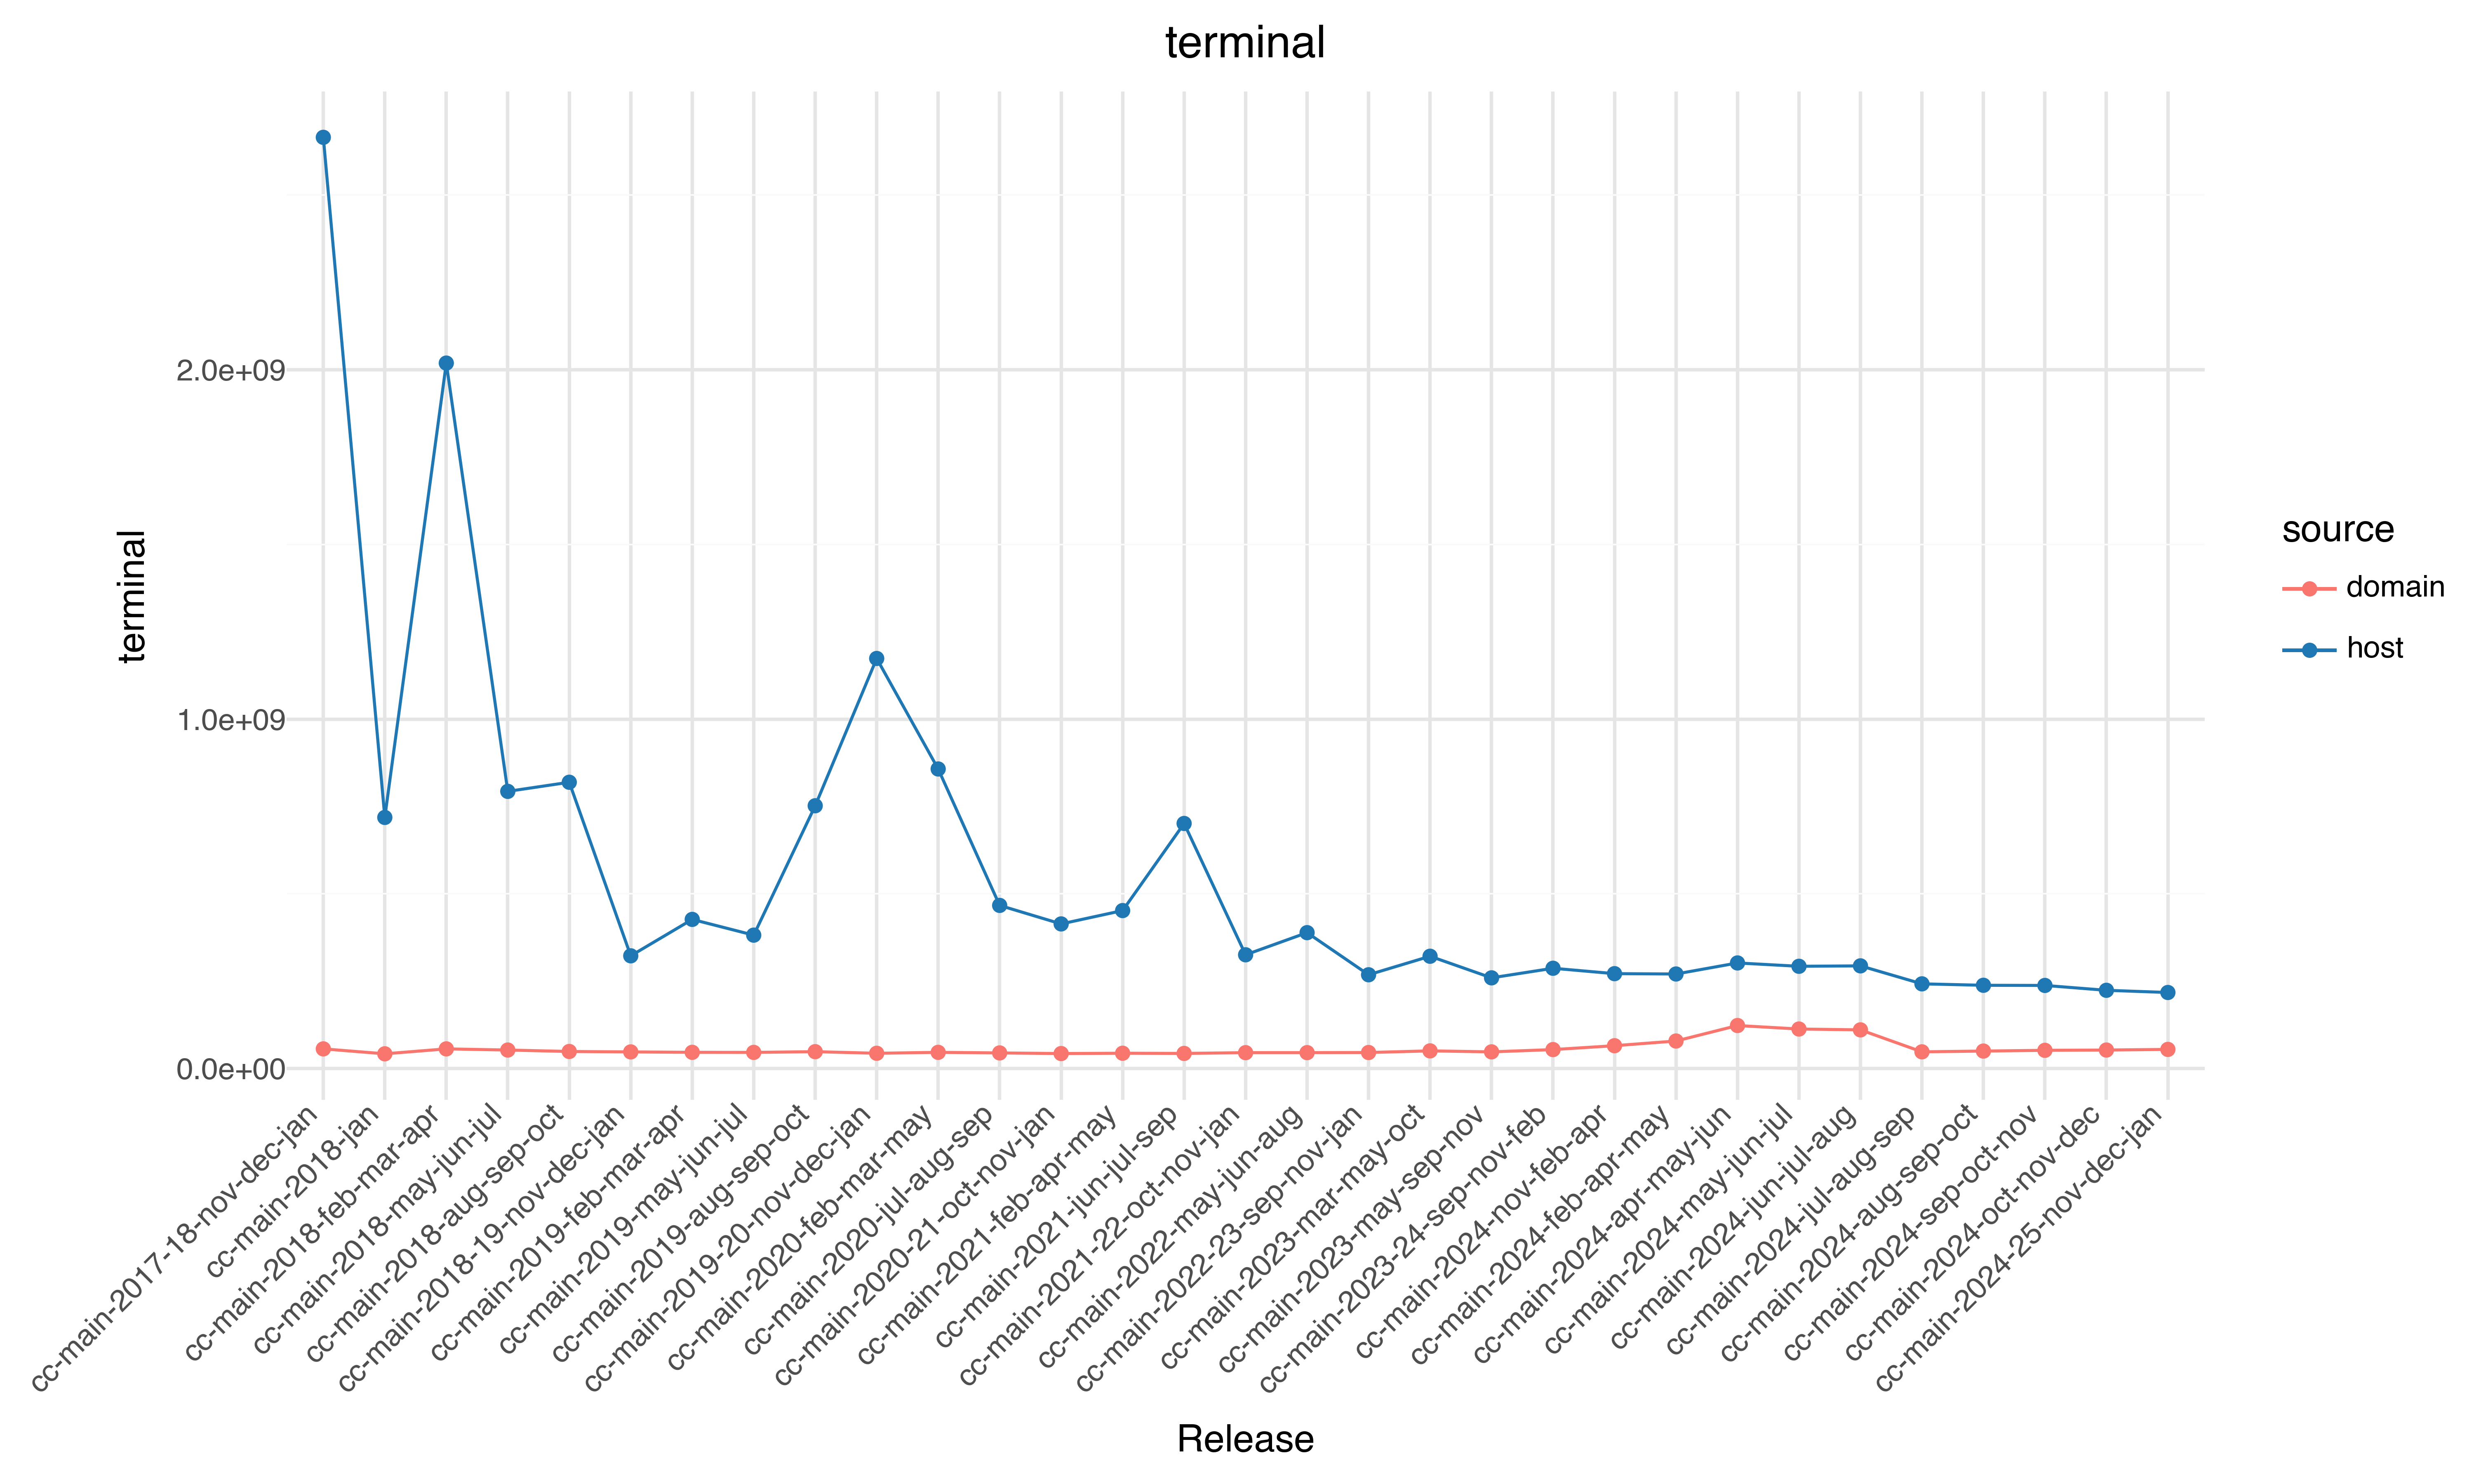 terminal
terminal
2.0e+09
1.0e+09
0.0e+00
cc-main-2017-18-nov-dec-jan
cc-main-2018-jan
cc-main-2018-feb-mar-apr
cc-main-2018-may-jun-jul
cc-main-2018-aug-sep-oct
cc-main-2018-19-nov-dec-jan
cc-main-2019-feb-mar-apr
cc-main-2019-may-jun-jul
cc-main-2019-aug-sep-oct
cc-main-2019-20-nov-dec-jan
cc-main-2020-feb-mar-may
cc-main-2020-jul-aug-sep
cc-main-2020-21-oct-nov-jan
cc-main-2021-feb-apr-may
cc-main-2021-jun-jul-sep
cc-main-2021-22-oct-nov-jan
cc-main-2022-may-jun-aug
cc-main-2022-23-sep-nov-jan
cc-main-2023-mar-may-oct
cc-main-2023-may-sep-nov
cc-main-2023-24-sep-nov-feb
cc-main-2024-nov-feb-apr
cc-main-2024-feb-apr-may
cc-main-2024-apr-may-jun
cc-main-2024-may-jun-jul
cc-main-2024-jun-jul-aug
cc-main-2024-jul-aug-sep
cc-main-2024-aug-sep-oct
cc-main-2024-sep-oct-nov
cc-main-2024-oct-nov-dec
cc-main-2024-25-nov-dec-jan
Release
source
domain
host